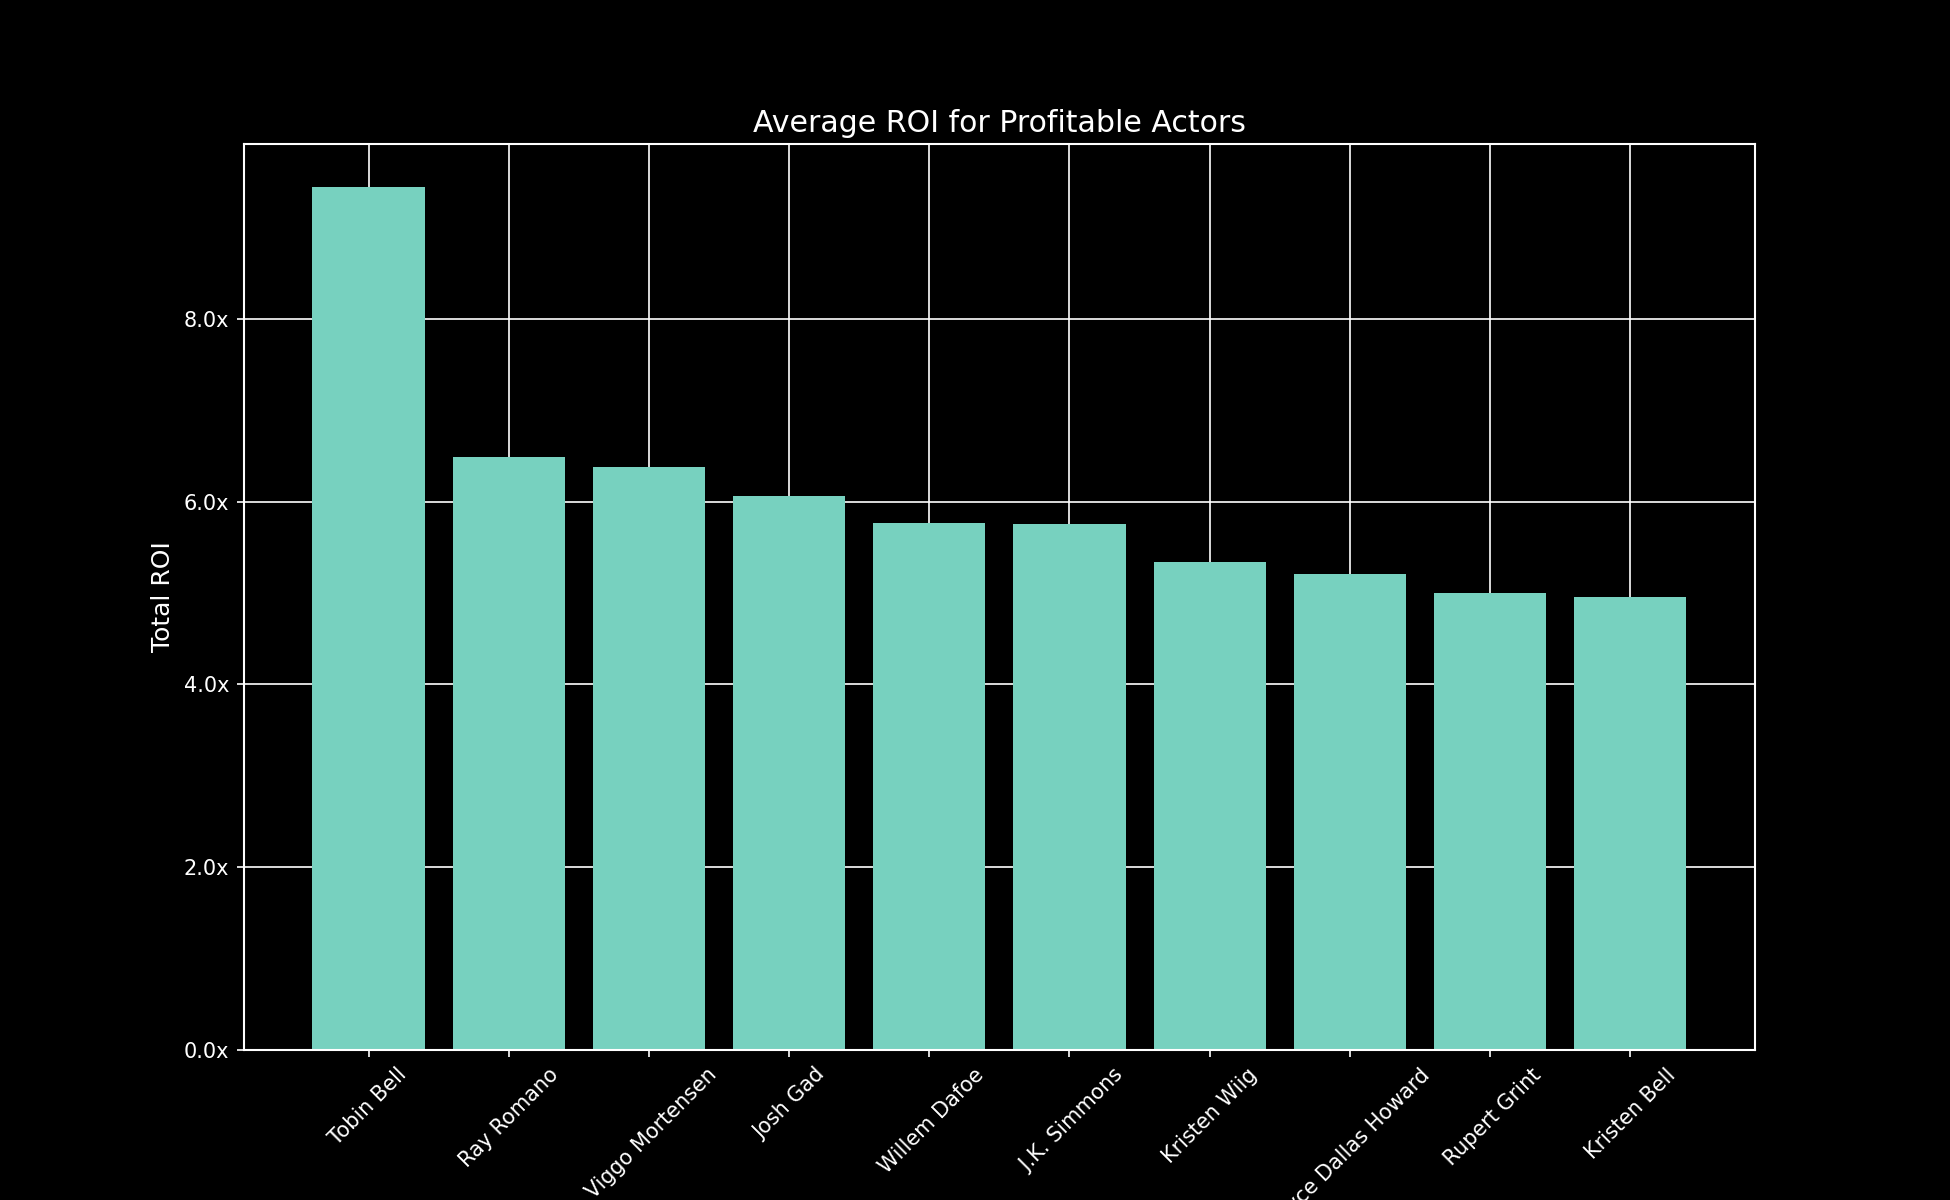 Average ROI for Profitable Actors
Total ROI
8.0x
6.0x
4.0x
2.0x
0.0x
Tobin Bell
Ray Romano
Viggo Mortensen
Josh Gad
Willem Dafoe
J.K. Simmons
Kristen Wiig
Dallas Howard
Rupert Grint
Kristen Bell